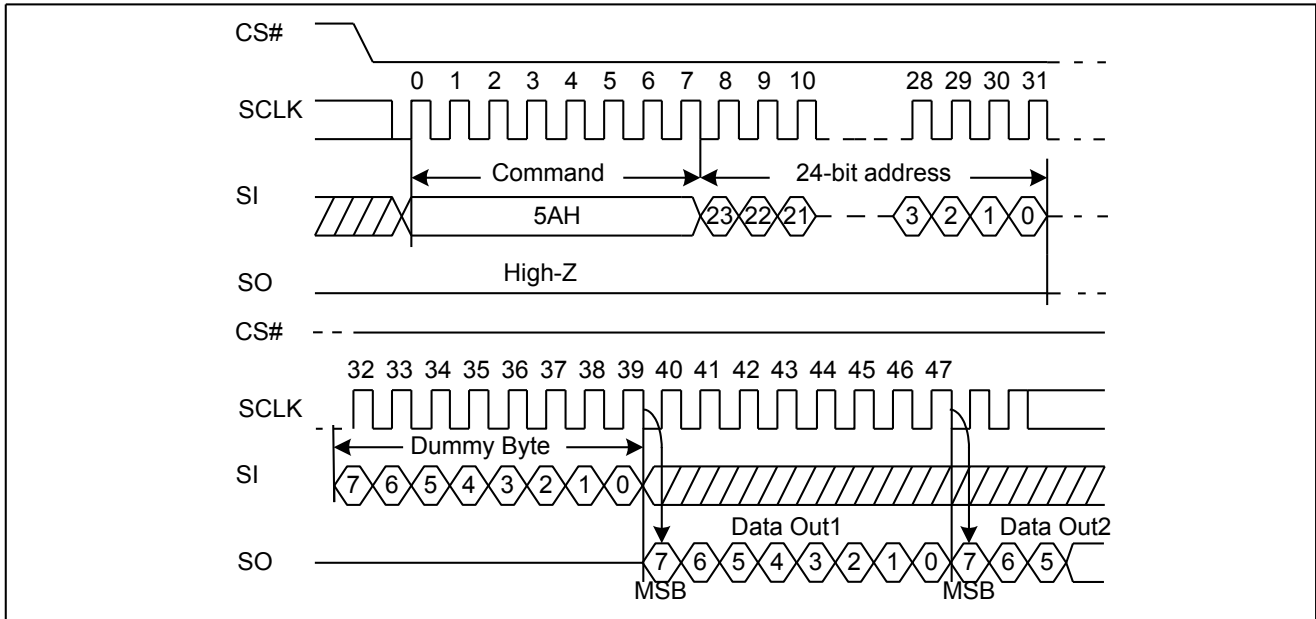 CS#
0 1 2 3 4 5 6 7 8 9 10 28 29 30 31
SCLK
Command 24-bit address
SI
5AH 23 22 21 3 2 1 0
High-Z
SO
CS#
32 33 34 35 36 37 38 39 40 41 42 43 44 45 46 47
SCLK
Dummy Byte
SI
7 6 5 4 3 2 1 0
Data Out1 Data Out2
SO
7 6 5 4 3 2 1 0 7 6 5
MSB MSB